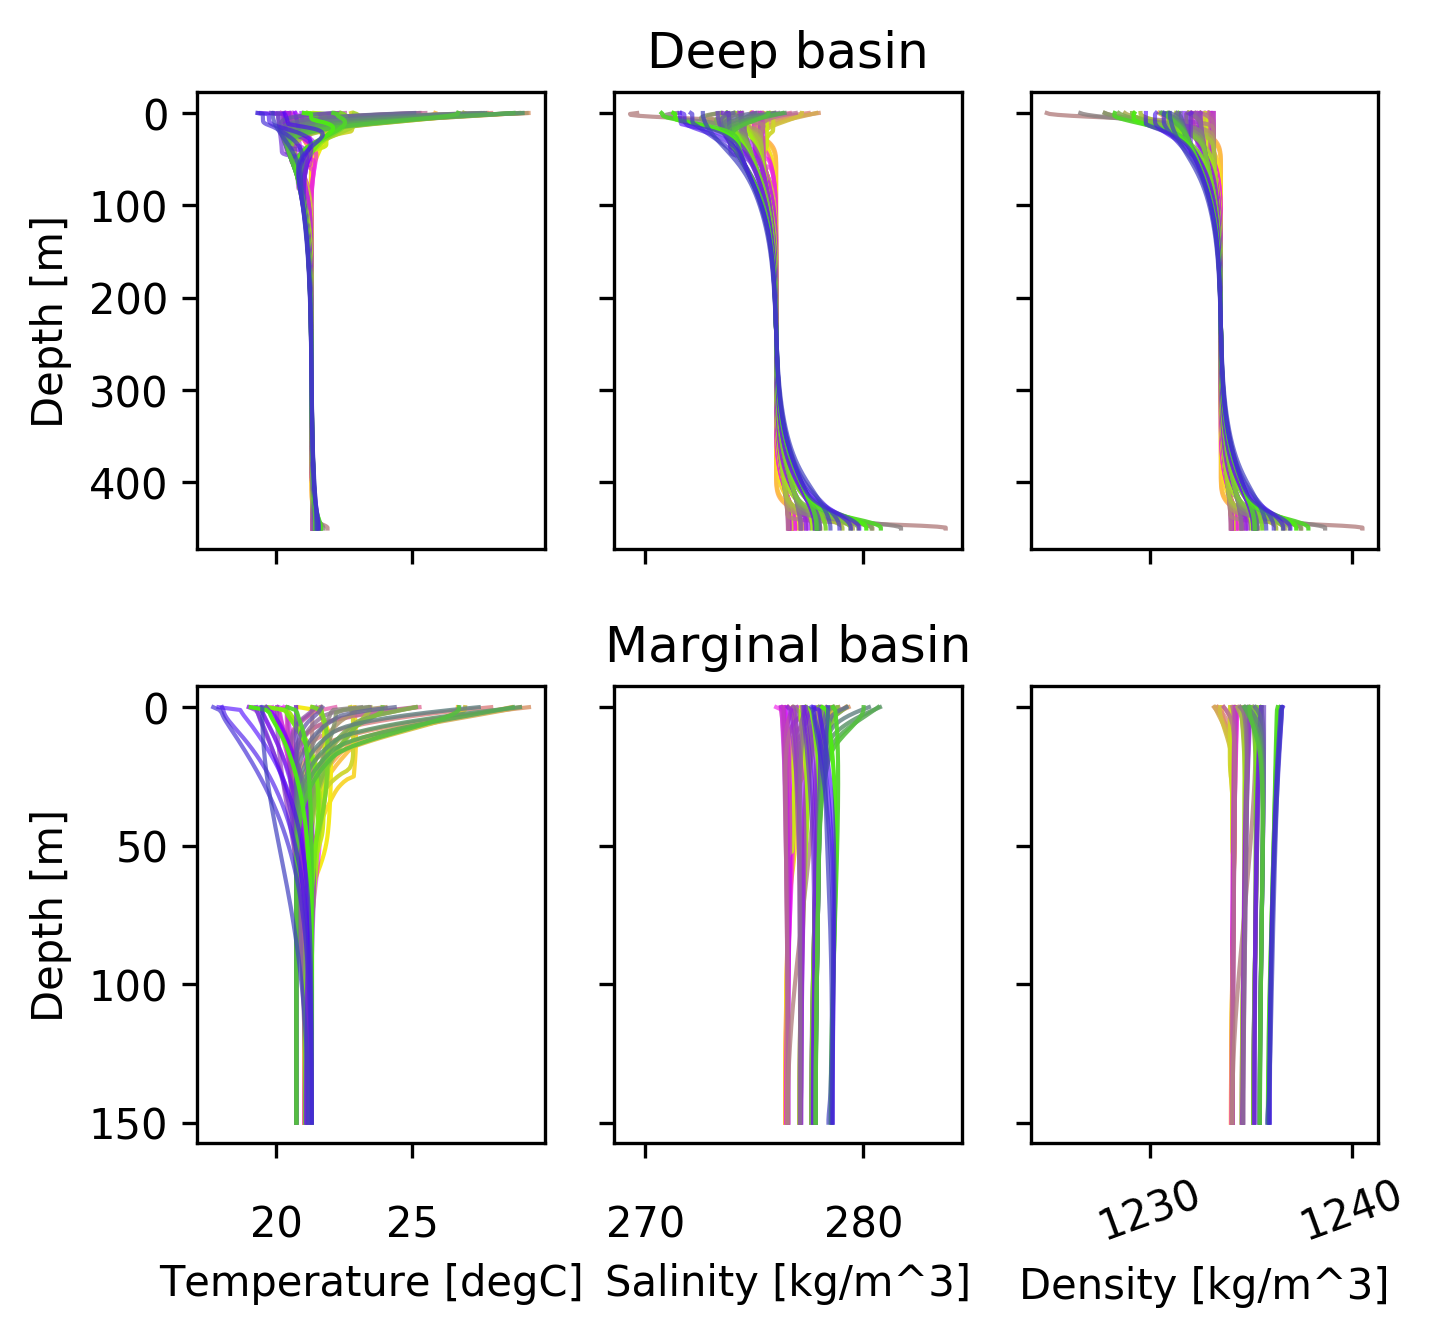 Deep basin
0
100
200
300
400
Depth [m]
Marginal basin
0
50
100
150
Depth [m]
20 25
270 280
1230 1240
Temperature [degC]
Salinity [kg/m^3]
Density [kg/m^3]